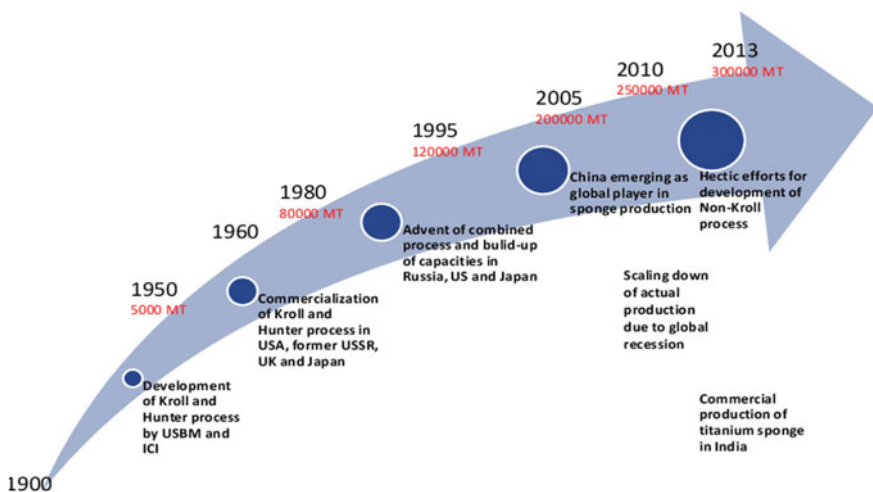 1900
1950
5000 MT
Development
of Kroll and
Hunter process
by USBM and
ICI
1960
Commercialization
of Kroll and
Hunter process in
USA, former USSR,
UK and Japan
1980
80000 MT
Advent of combined
process and bulid-up
of capacities in
Russia, US and Japan
1995
120000 MT
2005
200000 MT
China emerging as
global player in
sponge production
2010
250000 MT
Scaling down
of actual
production
due to global
recession
2013
300000 MT
Hectic efforts for
development of
Non-Kroll
process
Commercial
production of
titanium sponge
in India